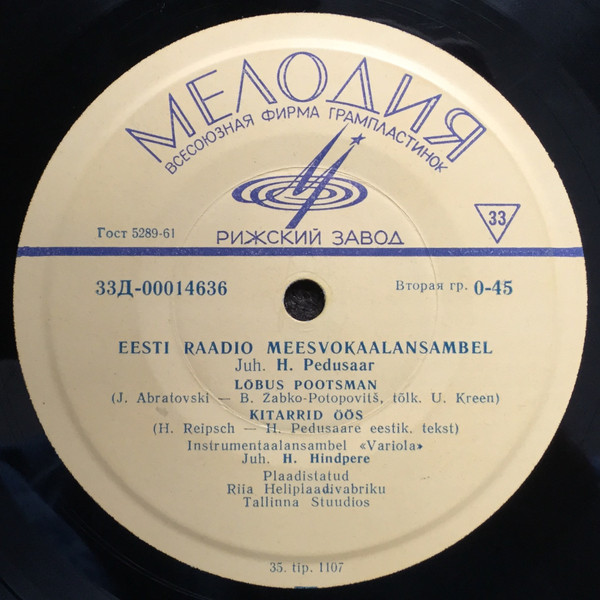 МЕЛОДИЯ
ВСЕСОЮЗНАЯ ФИРМА ГРАМПЛАСТИНОК
Гост 5289-61
33
РИЖСКИЙ ЗАВОД
33Д-00014636
Вторая гр. 0-45
EESTI RAADIO MEESVOKAALANSAMBEL
Juh. H. Pedusaar
LOBUS POOTSMAN
(J. Abratovski — B. Žabko-Potopovitš, tõlk. U. Kreen)
KITARRID ÖÖS
(H. Reipsch — H. Pedusaare eestik. tekst)
Instrumentaalansambel «Variola»
Juh. H. Hindpere
Plaadistatud
Riia Heliplaadivabriku
Tallinna Stuudios
35. tip. 1107